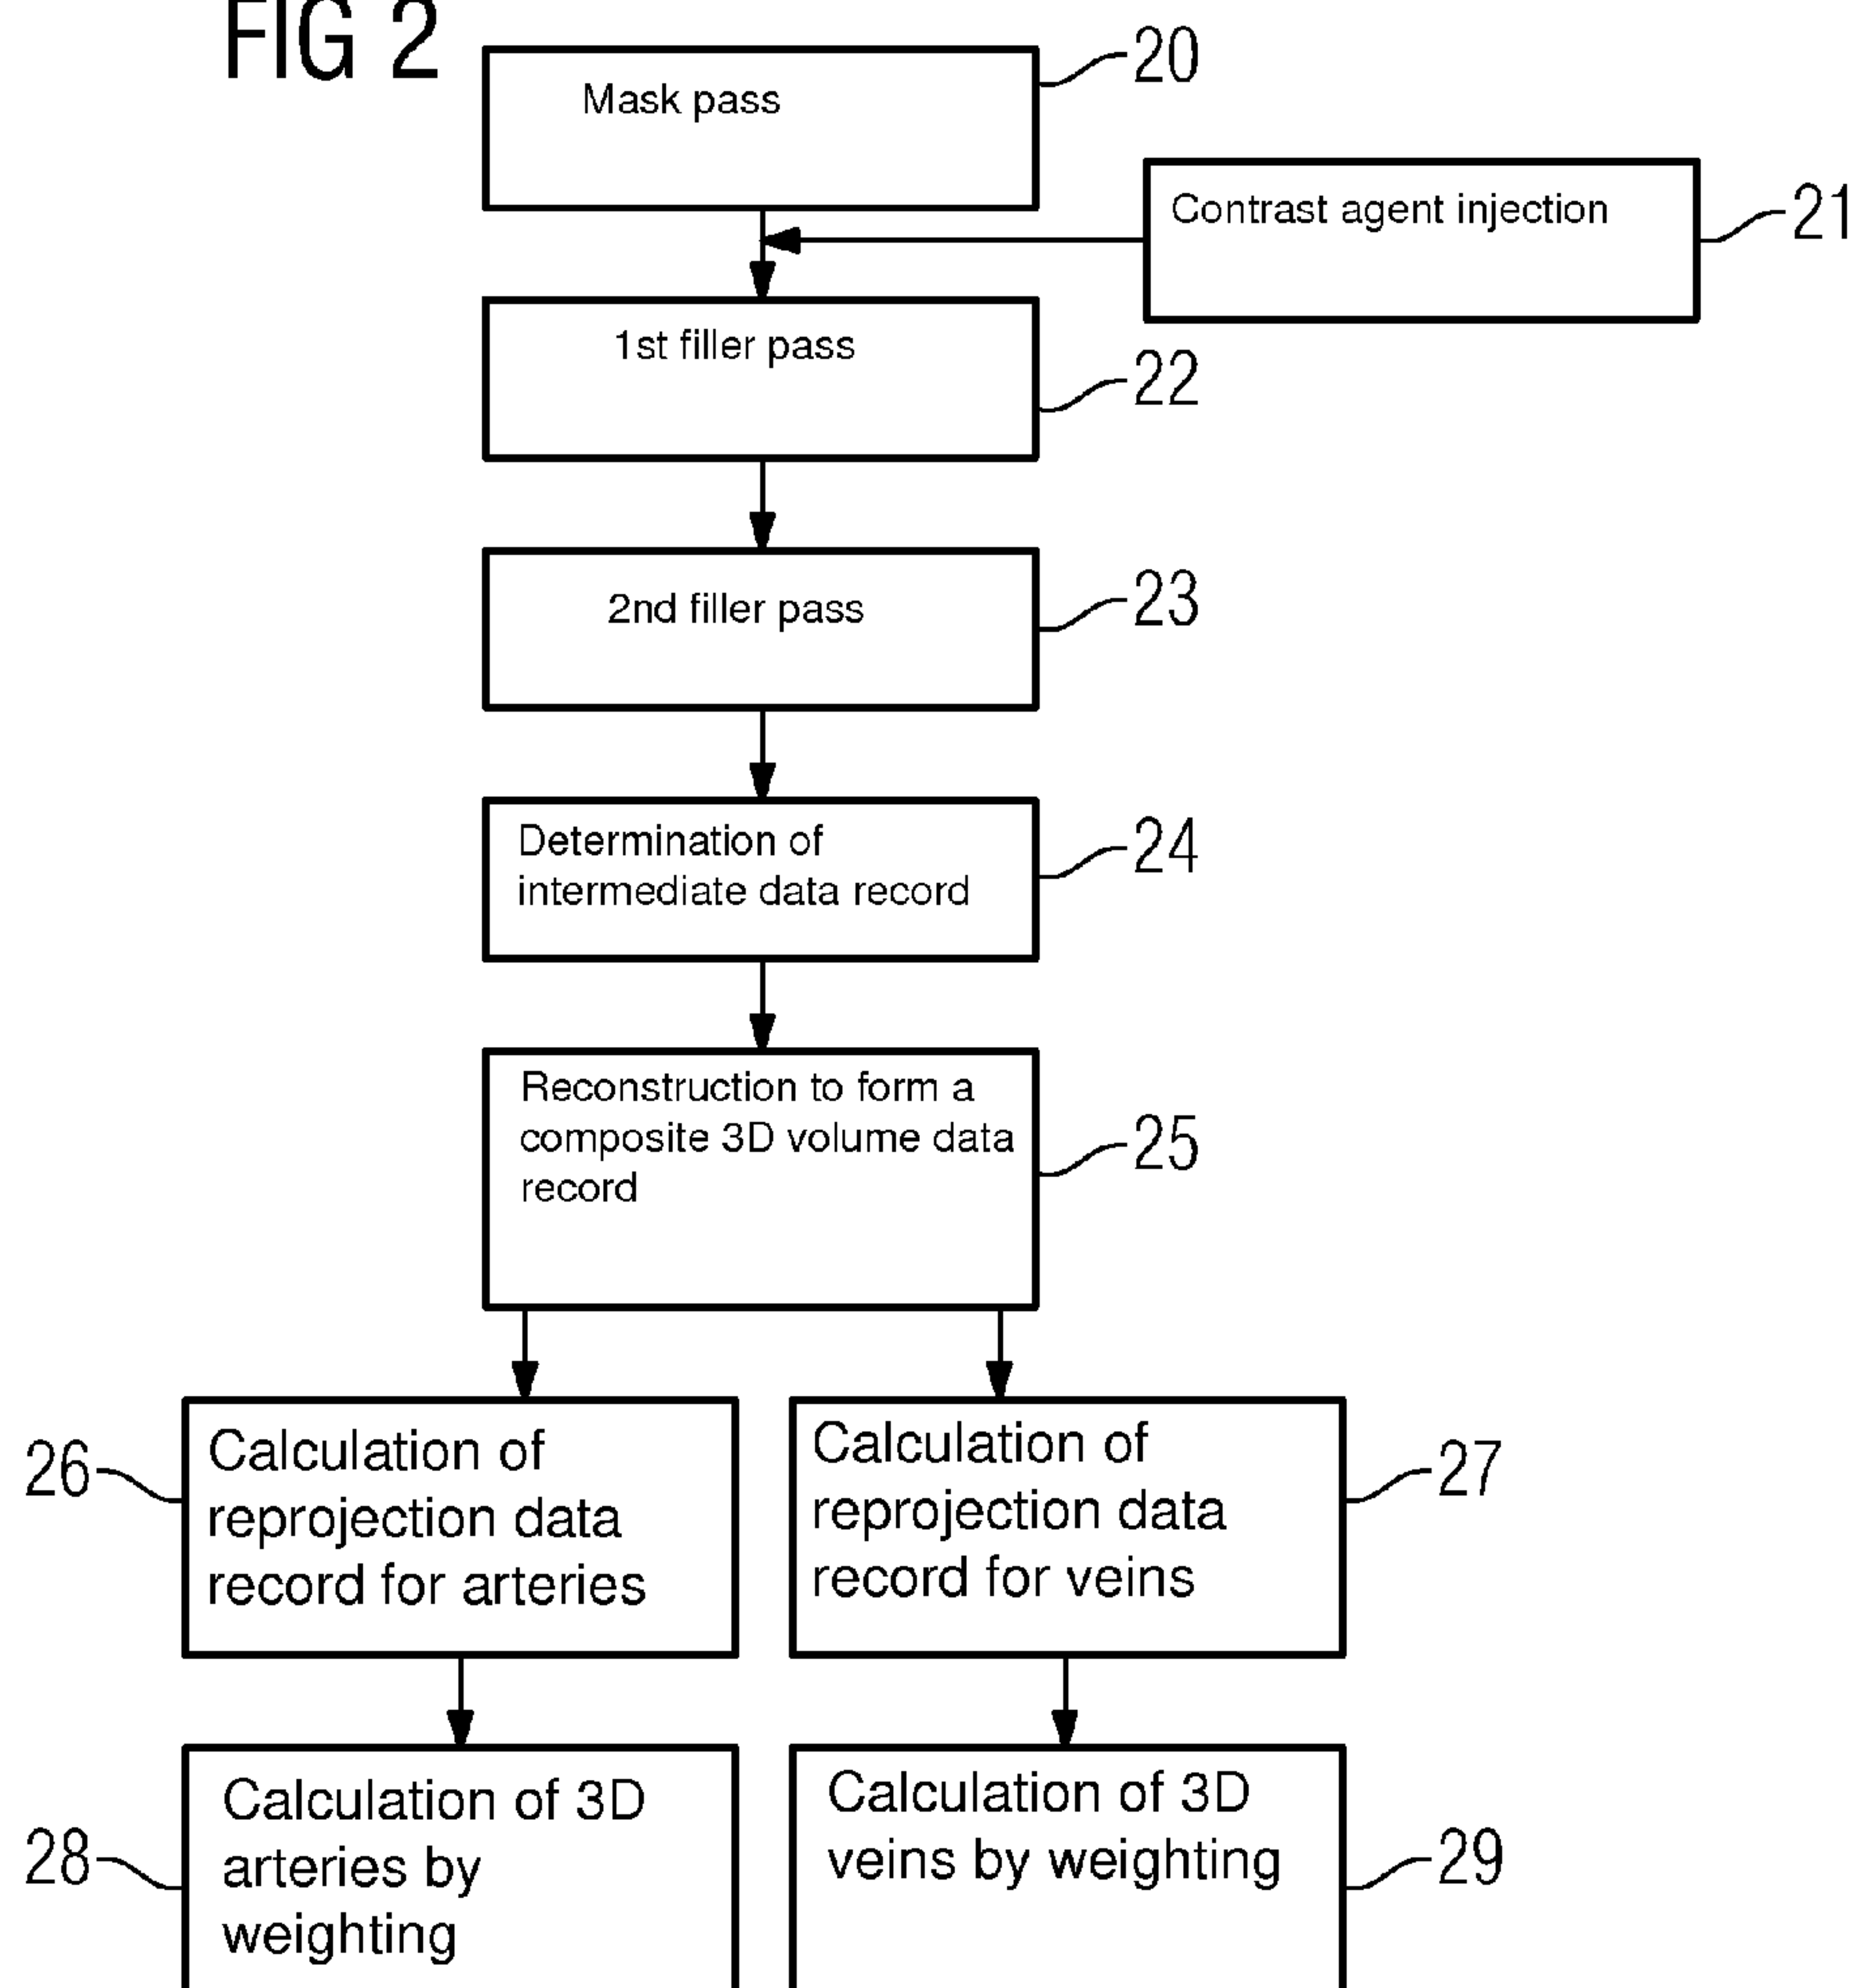 FIG 2
Mask pass
20
Contrast agent injection
21
1st filler pass
22
2nd filler pass
23
Determination of
intermediate data record
24
Reconstruction to form a
composite 3D volume data
record
25
26
Calculation of
reprojection data
record for arteries
Calculation of
reprojection data
record for veins
27
28
Calculation of 3D
arteries by
weighting
Calculation of 3D
veins by weighting
29